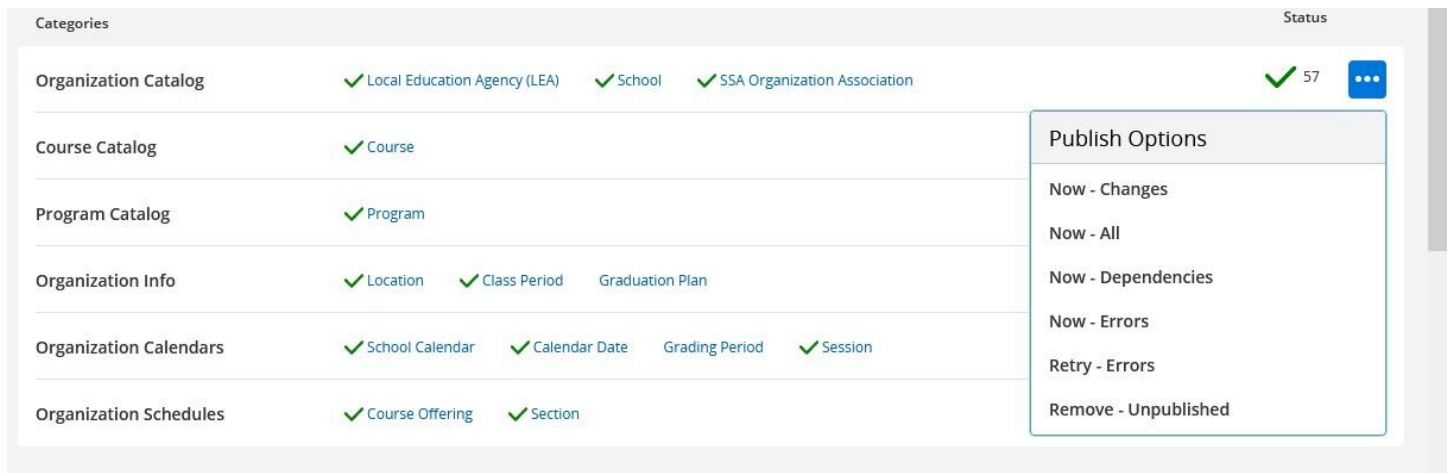 Categories Status
Organization Catalog Local Education Agency (LEA) School SSA Organization Association 57
Publish Options
Course Catalog Course
Now - Changes
Program Catalog Program
Now - All
Now - Dependencies
Organization Info Location Class Period Graduation Plan
Now - Errors
Organization Calendars School Calendar Calendar Date Grading Period Session
Retry - Errors
Organization Schedules Course Offering Section
Remove - Unpublished